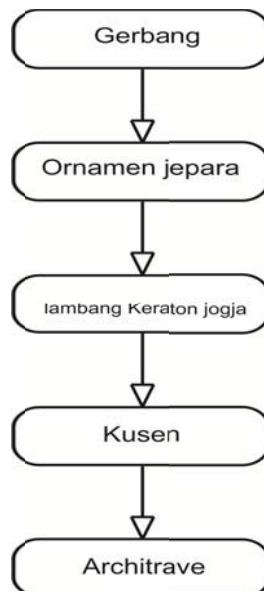 Gerbang
Ornamen jepara
lambang Keraton jogja
Kusen
Architrave